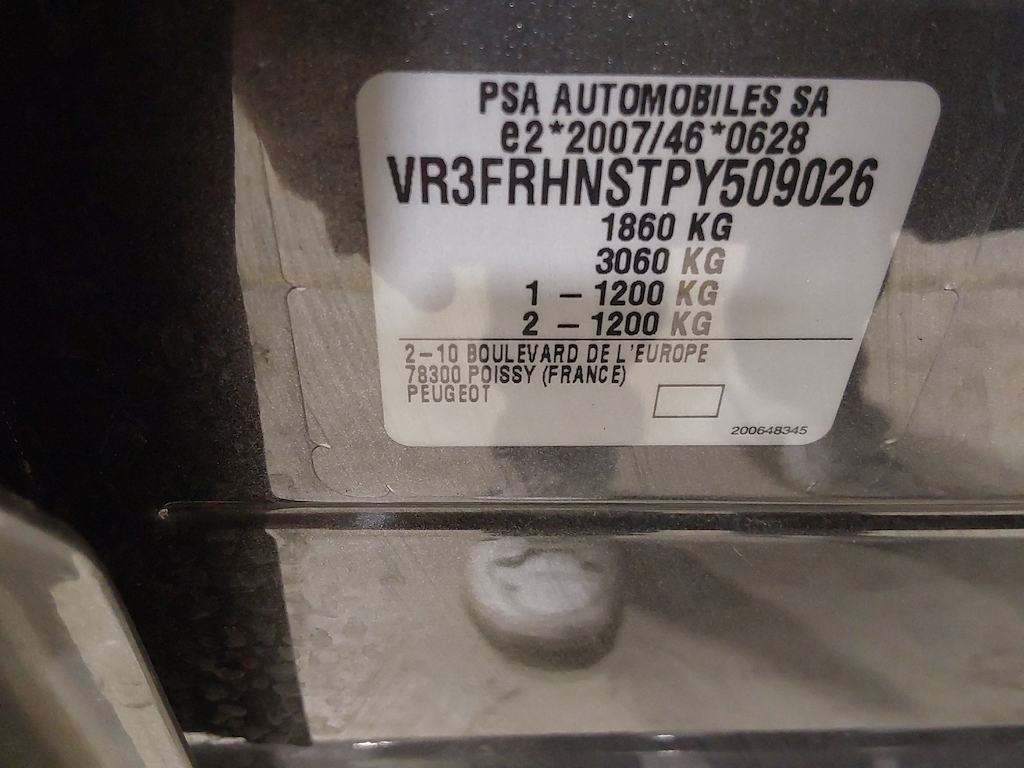 PSA AUTOMOBILES SA
e2*2007/46*0628
VR3FRHNSTPY509026
1860 KG
3060 KG
1 – 1200 KG
2 – 1200 KG
2–10 BOULEVARD DE L'EUROPE
78300 POISSY (FRANCE)
PEUGEOT
200648345